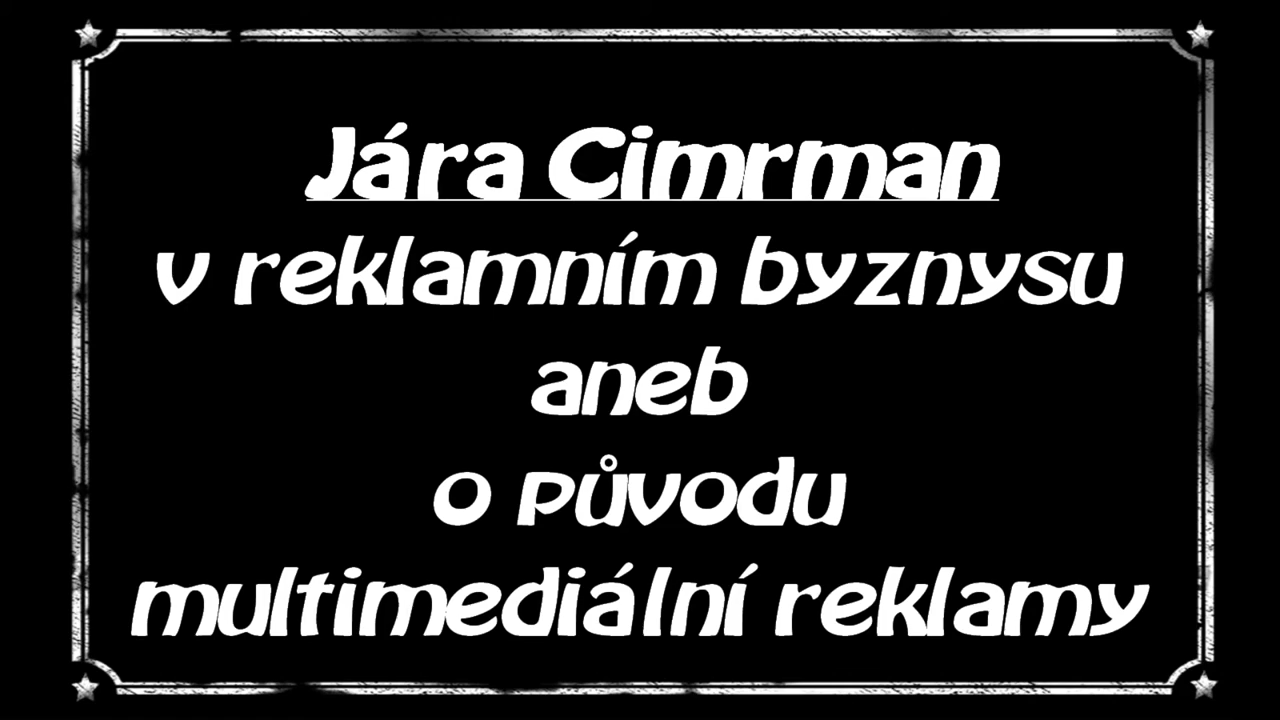 Jára Cimrman
v reklamním byznysu
aneb
o původu
multimediální reklamy